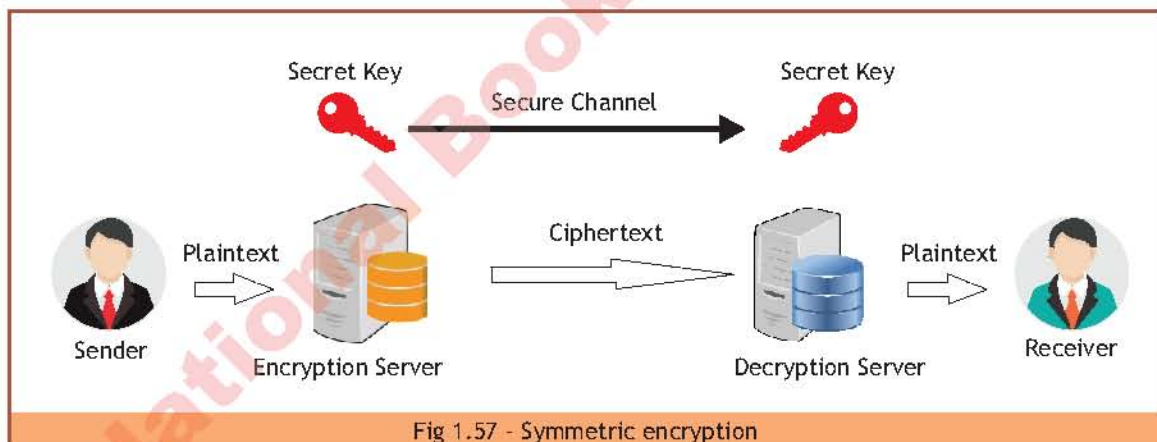 Secret Key
Secret Key
Secure Channel
Plaintext
Ciphertext
Plaintext
Sender
Encryption Server
Decryption Server
Receiver
Fig 1.57 - Symmetric encryption